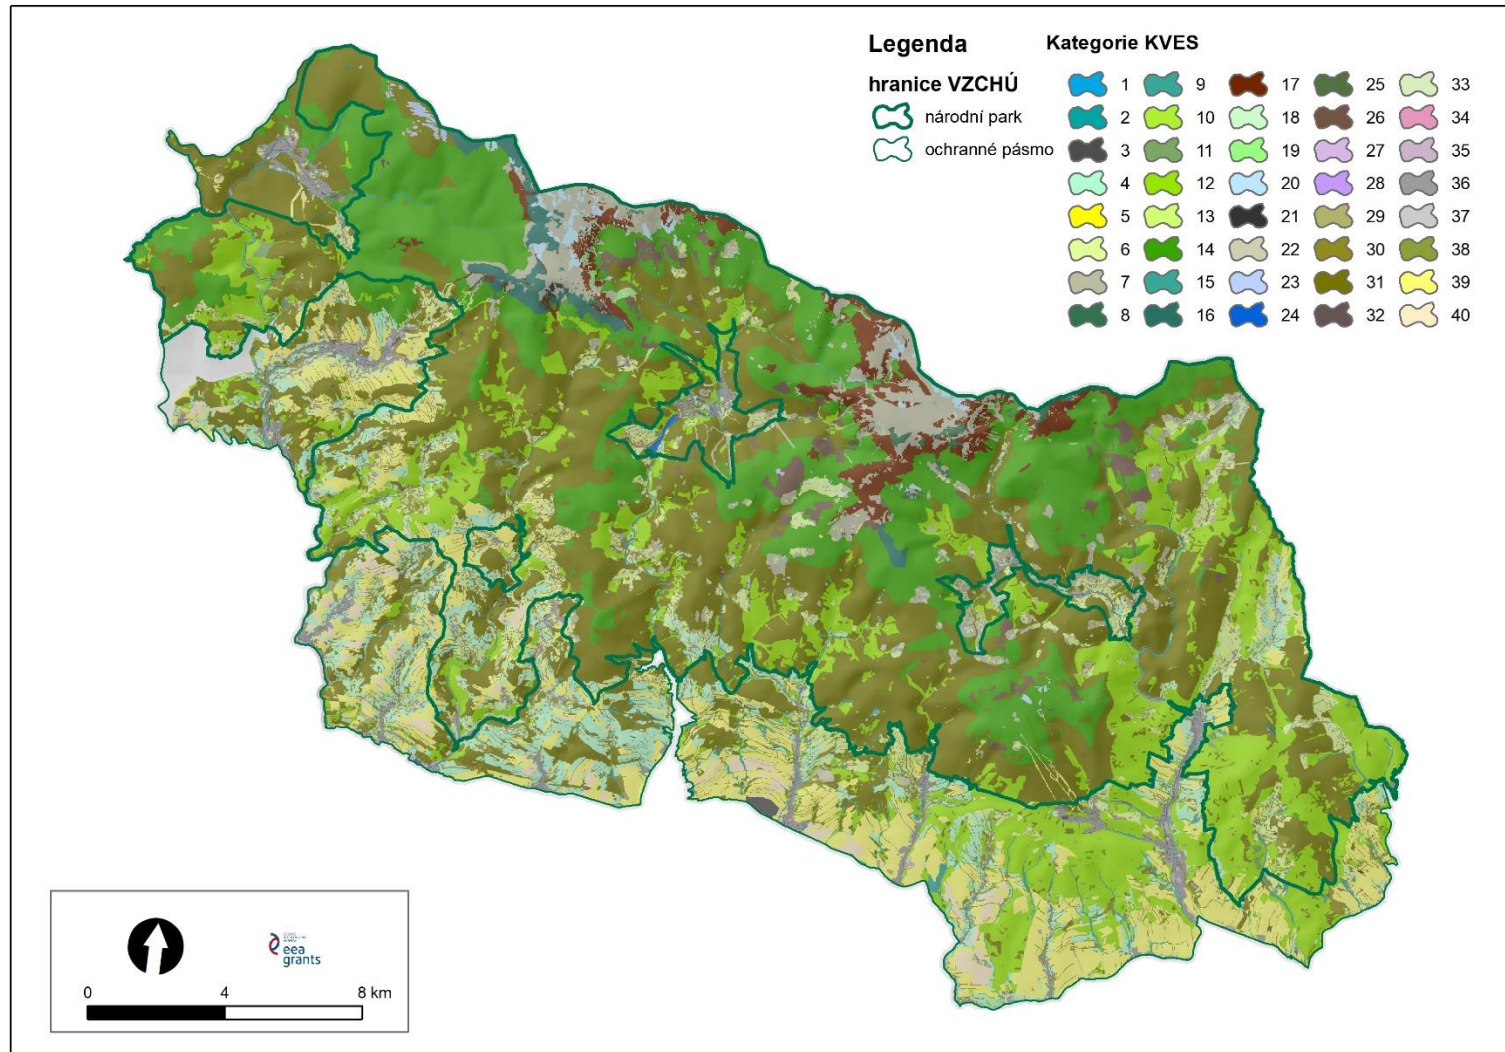 Legenda
hranice VZCHÚ
národní park
ochranné pásmo
Kategorie KVES
1 9 17 25 33
2 10 18 26 34
3 11 19 27 35
4 12 20 28 36
5 13 21 29 37
6 14 22 30 38
7 15 23 31 39
8 16 24 32 40
eea
grants
0 4 8 km